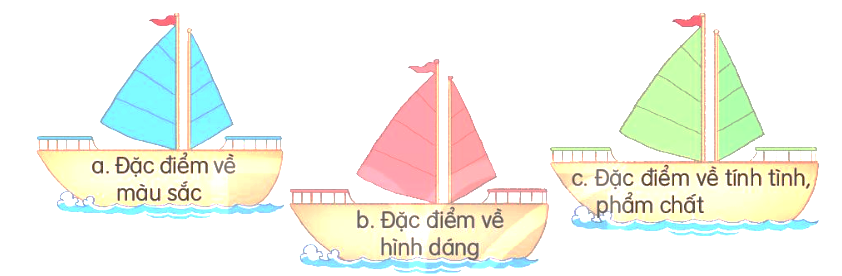 a. Đặc điểm về
màu sắc
b. Đặc điểm về
hình dáng
c. Đặc điểm về tính tình,
phẩm chất